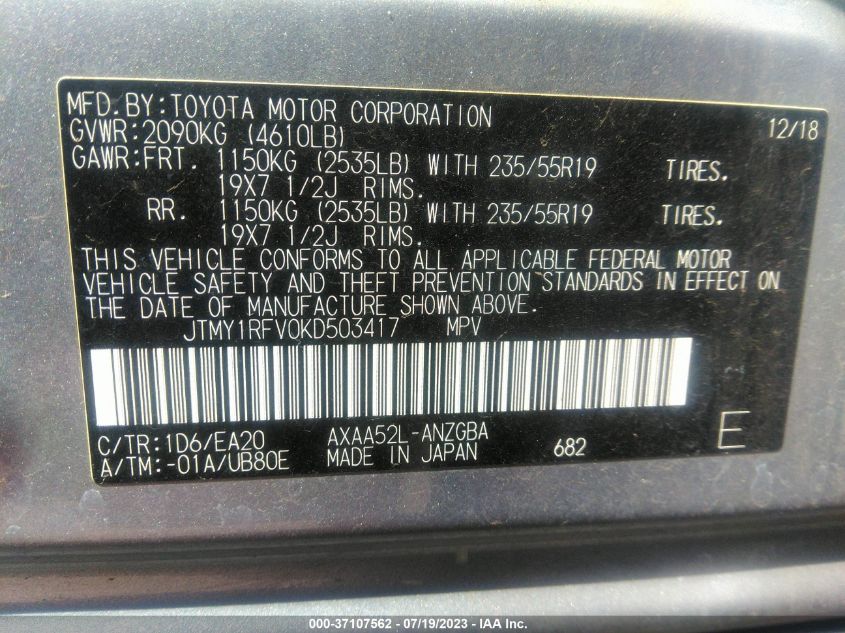 MFD. BY: TOYOTA MOTOR CORPORATION 12/18
GVWR: 2090KG (4610LB)
GAWR: FRT. 1150KG (2535LB) WITH 235/55R19 TIRES.
19X7 1/2J RIMS.
RR. 1150KG (2535LB) WITH 235/55R19 TIRES.
19X7 1/2J RIMS.
THIS VEHICLE CONFORMS TO ALL APPLICABLE FEDERAL MOTOR
VEHICLE SAFETY AND THEFT PREVENTION STANDARDS IN EFFECT ON
THE DATE OF MANUFACTURE SHOWN ABOVE.
JTMY1RFV0KD503417 MPV
C/TR: 1D6/EA20 AXAA52L-ANZGBA
A/TM: -01A/UB80E MADE IN JAPAN 682 E
000-37107562 / 07/19/2023 - IAA, Inc.